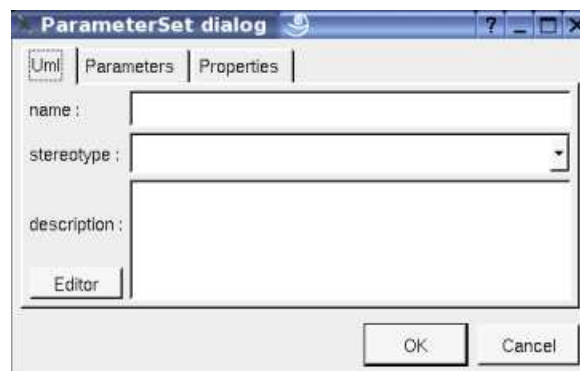 ParameterSet dialog ?
Uml Parameters Properties
name :
stereotype :
description :
Editor
OK Cancel